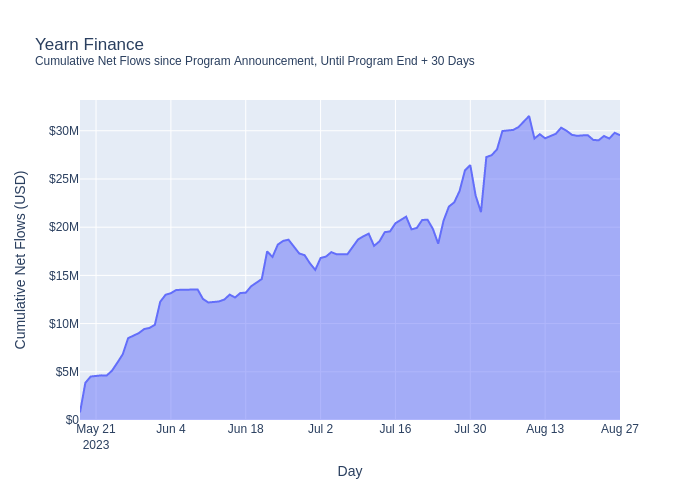 Yearn Finance
Cumulative Net Flows since Program Announcement, Until Program End + 30 Days
Cumulative Net Flows (USD)
$30M
$25M
$20M
$15M
$10M
$5M
$0
May 21
2023
Jun 4
Jun 18
Jul 2
Jul 16
Jul 30
Aug 13
Aug 27
Day